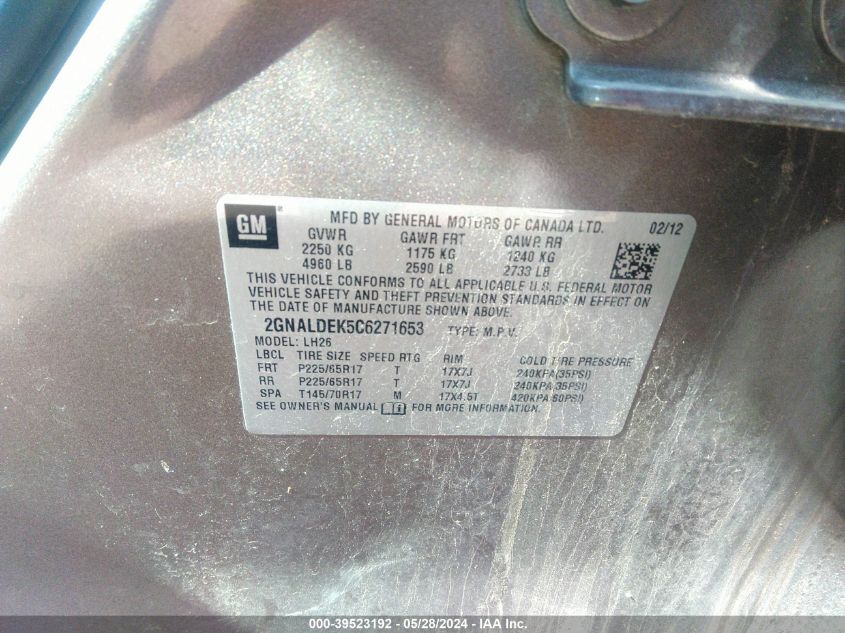 GM MFD BY GENERAL MOTORS OF CANADA LTD. 02/12
GVWR GAWR FRT GAWR RR
2250 KG 1175 KG 1240 KG
4960 LB 2590 LB 2733 LB
THIS VEHICLE CONFORMS TO ALL APPLICABLE U.S. FEDERAL MOTOR
VEHICLE SAFETY AND THEFT PREVENTION STANDARDS IN EFFECT ON
THE DATE OF MANUFACTURE SHOWN ABOVE.
2GNALDEK5C6271653 TYPE: M.P.V.
MODEL: LH26
LBCL TIRE SIZE SPEED RTG RIM COLD TIRE PRESSURE
FRT P225/65R17 T 17X7J 240KPA(35PSI)
RR P225/65R17 T 17X7J 240KPA(35PSI)
SPA T145/70R17 M 17X4.5T 420KPA(60PSI)
SEE OWNER'S MANUAL FOR MORE INFORMATION.
000-39523192 - 05/28/2024 - IAA Inc.